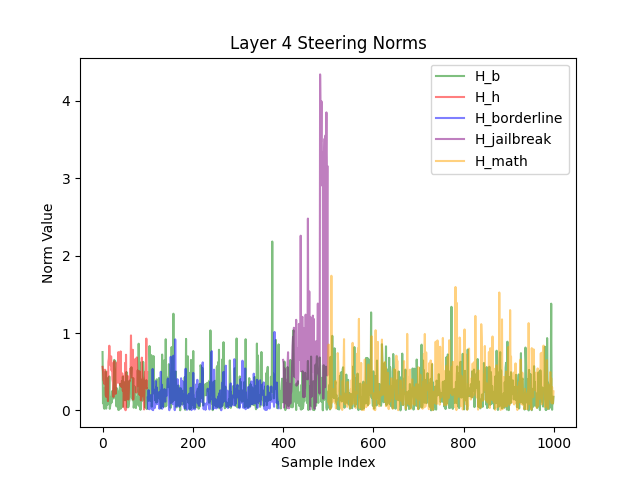 Layer 4 Steering Norms
H_b
H_h
H_borderline
H_jailbreak
H_math
Norm Value
4
3
2
1
0
0 200 400 600 800 1000
Sample Index